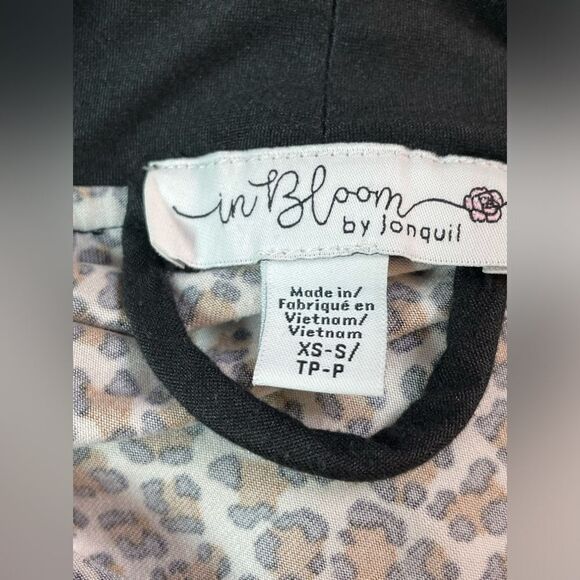 in Bloom
by Jonquil
Made in/
Fabriqué en
Vietnam/
Vietnam
XS-S/
TP-P